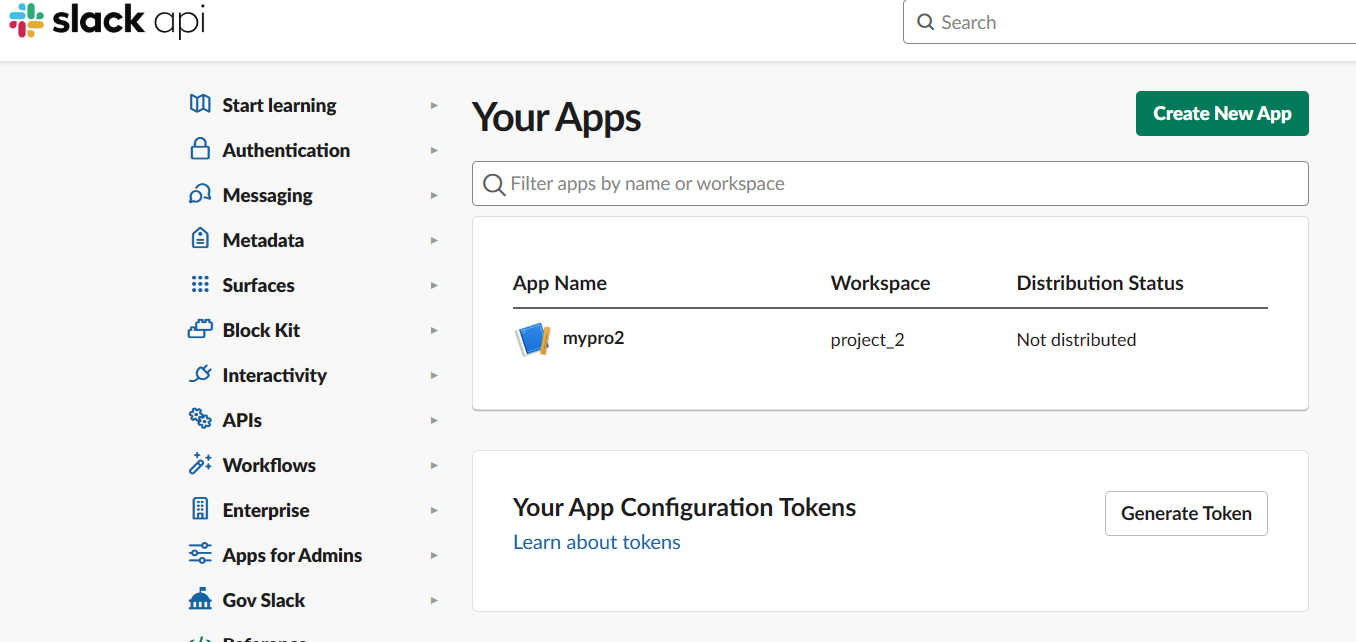 slack api
Search
Start learning
Authentication
Messaging
Metadata
Surfaces
Block Kit
Interactivity
APIs
Workflows
Enterprise
Apps for Admins
Gov Slack
Reference
Your Apps
Create New App
Filter apps by name or workspace
App Name Workspace Distribution Status
mypro2 project_2 Not distributed
Your App Configuration Tokens
Generate Token
Learn about tokens